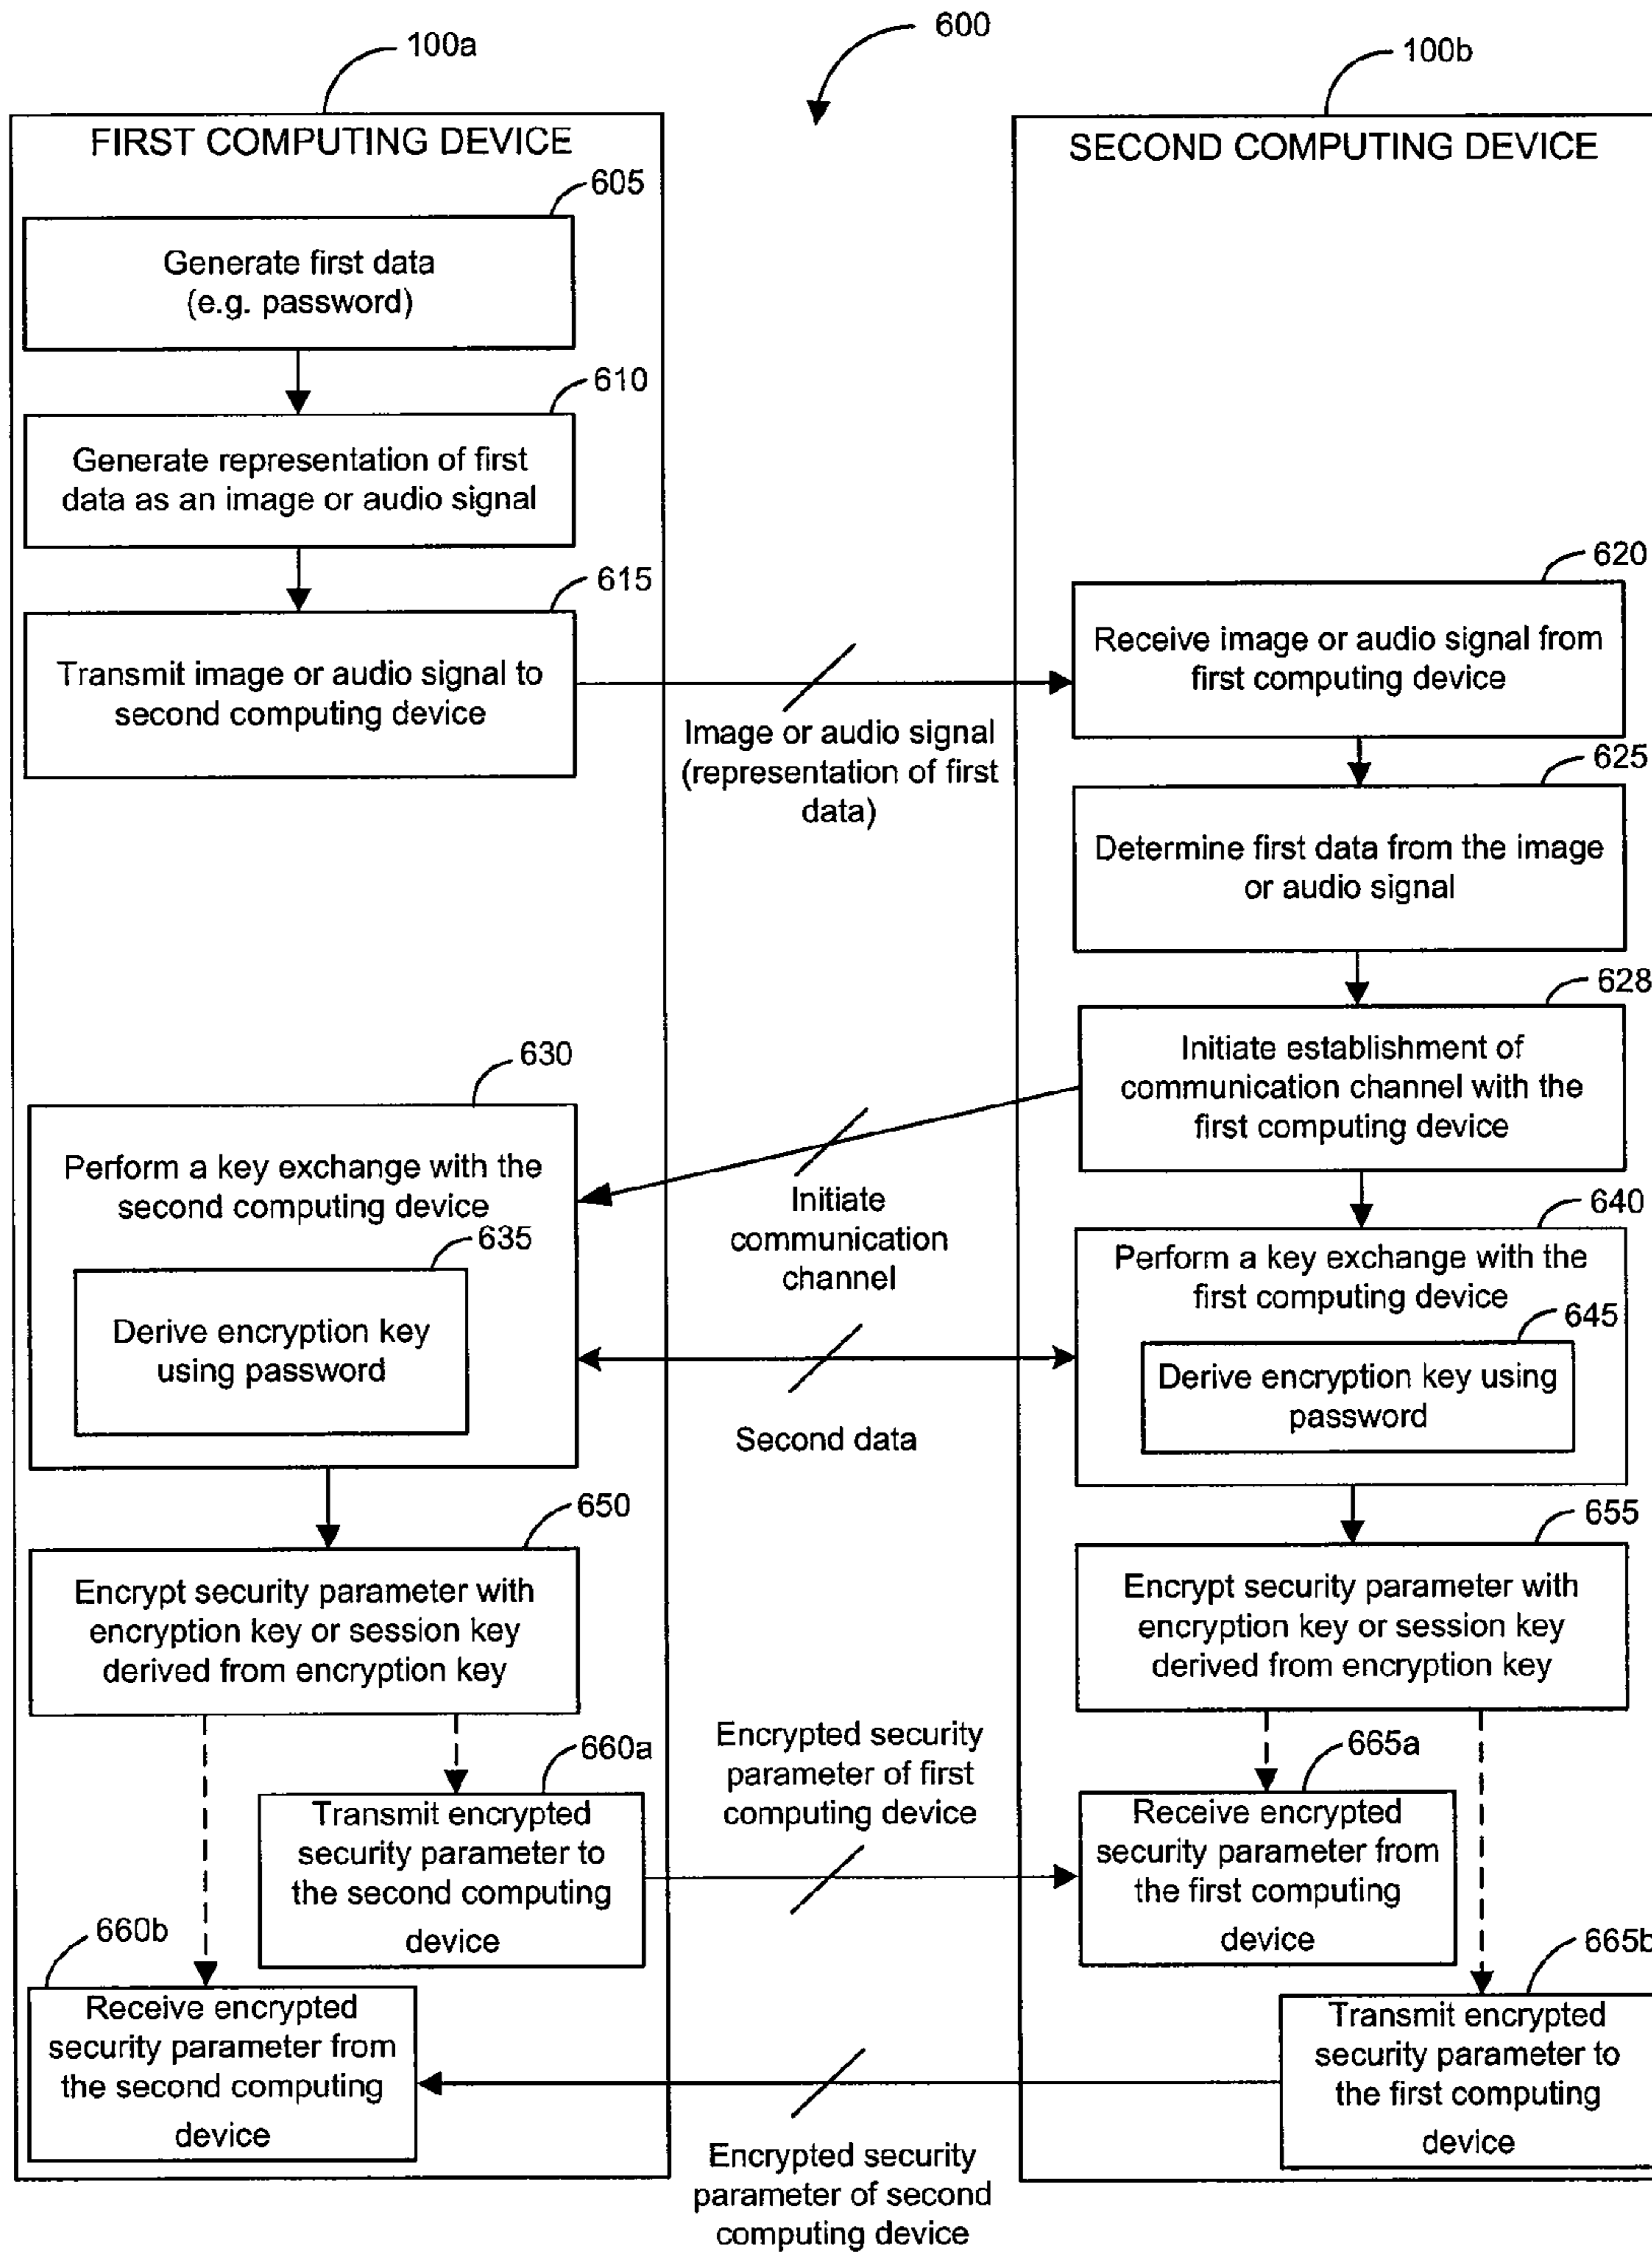 600
100a
100b
FIRST COMPUTING DEVICE
SECOND COMPUTING DEVICE
605
Generate first data
(e.g. password)
610
Generate representation of first
data as an image or audio signal
615
Transmit image or audio signal to
second computing device
Image or audio signal
(representation of first
data)
620
Receive image or audio signal from
first computing device
625
Determine first data from the image
or audio signal
628
Initiate establishment of
communication channel with the
first computing device
Initiate
communication
channel
630
Perform a key exchange with the
second computing device
635
Derive encryption key
using password
Second data
640
Perform a key exchange with the
first computing device
645
Derive encryption key using
password
650
Encrypt security parameter with
encryption key or session key
derived from encryption key
655
Encrypt security parameter with
encryption key or session key
derived from encryption key
660a
Transmit encrypted
security parameter to
the second computing
device
Encrypted security
parameter of first
computing device
665a
Receive encrypted
security parameter from
the first computing
device
660b
Receive encrypted
security parameter from
the second computing
device
Encrypted security
parameter of second
computing device
665b
Transmit encrypted
security parameter to
the first computing
device